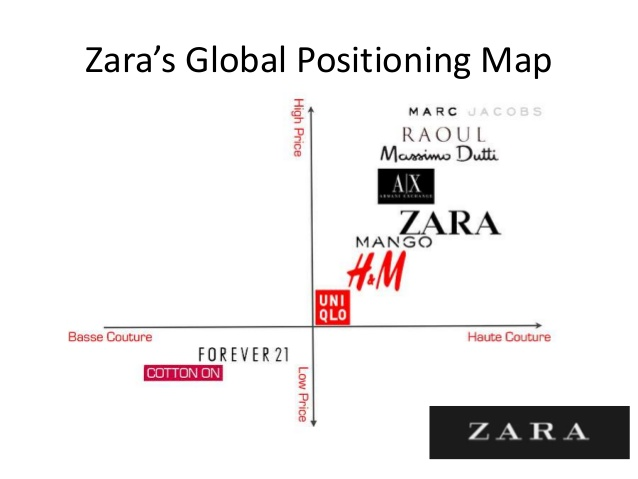 Zara's Global Positioning Map
High Price
MARC JACOBS
RAOUL
Massimo Dutti
A|X
ARMANI EXCHANGE
ZARA
MANGO
H&M
UNI
QLO
Basse Couture
Haute Couture
FOREVER 21
COTTON ON
Low Price
ZARA